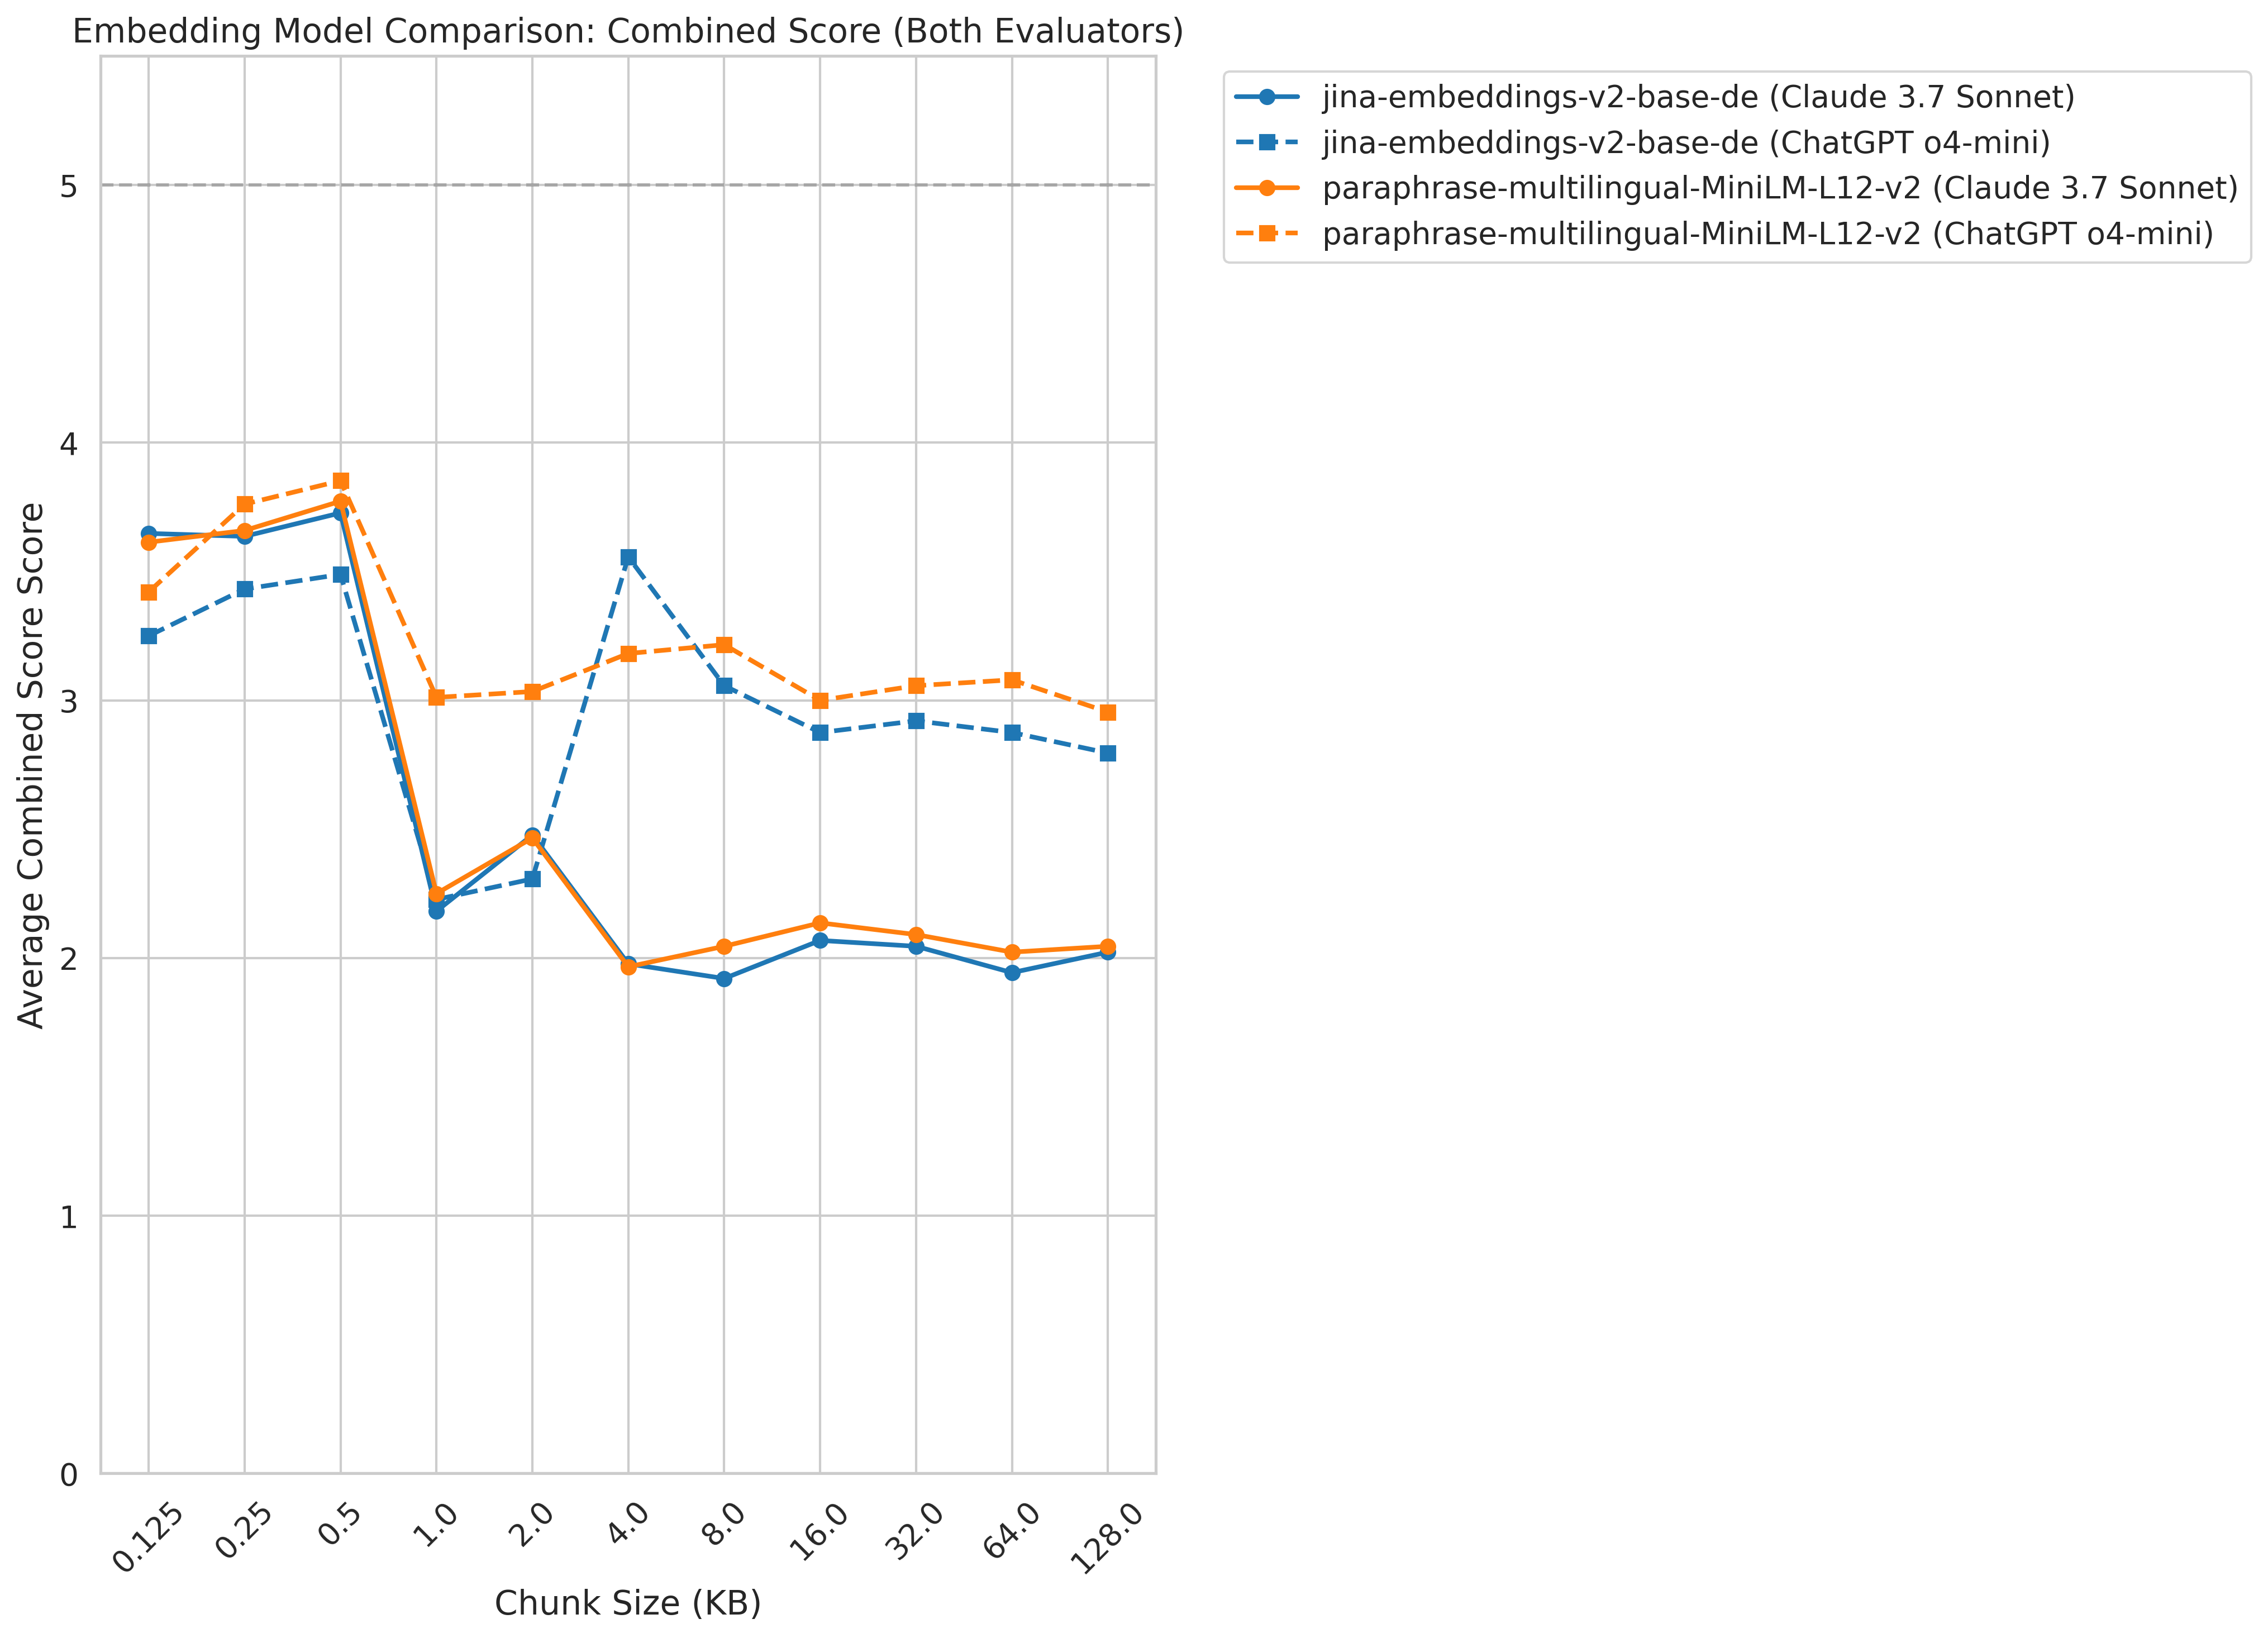 Embedding Model Comparison: Combined Score (Both Evaluators)
jina-embeddings-v2-base-de (Claude 3.7 Sonnet)
jina-embeddings-v2-base-de (ChatGPT o4-mini)
paraphrase-multilingual-MiniLM-L12-v2 (Claude 3.7 Sonnet)
paraphrase-multilingual-MiniLM-L12-v2 (ChatGPT o4-mini)
Average Combined Score Score
5
4
3
2
1
0
0.125 0.25 0.5 1.0 2.0 4.0 8.0 16.0 32.0 64.0 128.0
Chunk Size (KB)